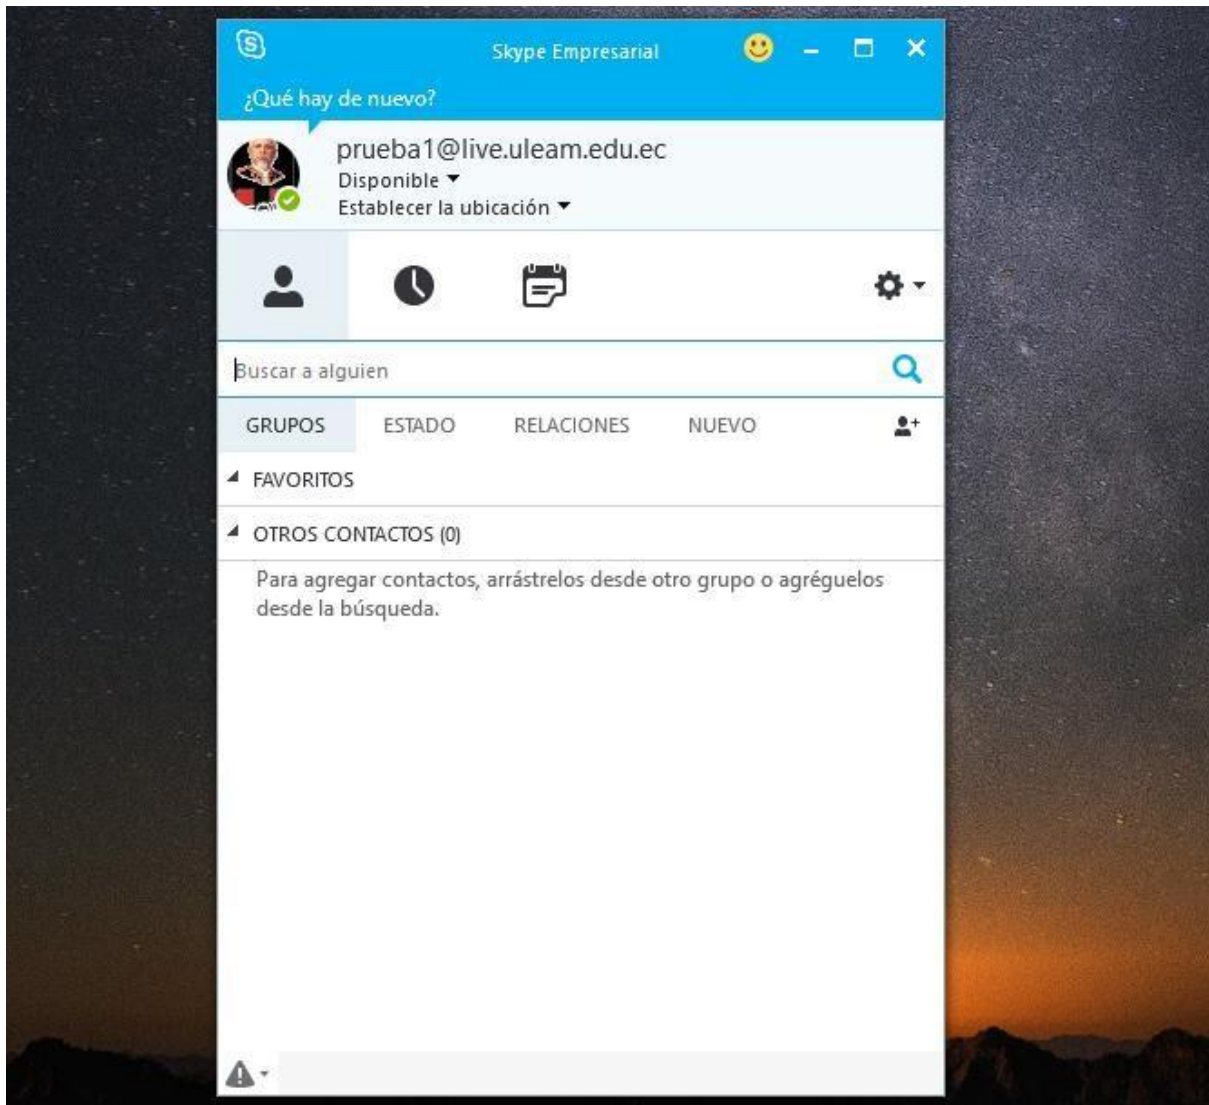 Skype Empresarial
¿Qué hay de nuevo?
prueba1@live.uleam.edu.ec
Disponible
Establecer la ubicación
Buscar a alguien
GRUPOS ESTADO RELACIONES NUEVO
FAVORITOS
OTROS CONTACTOS (0)
Para agregar contactos, arrástrelos desde otro grupo o agréguelos
desde la búsqueda.